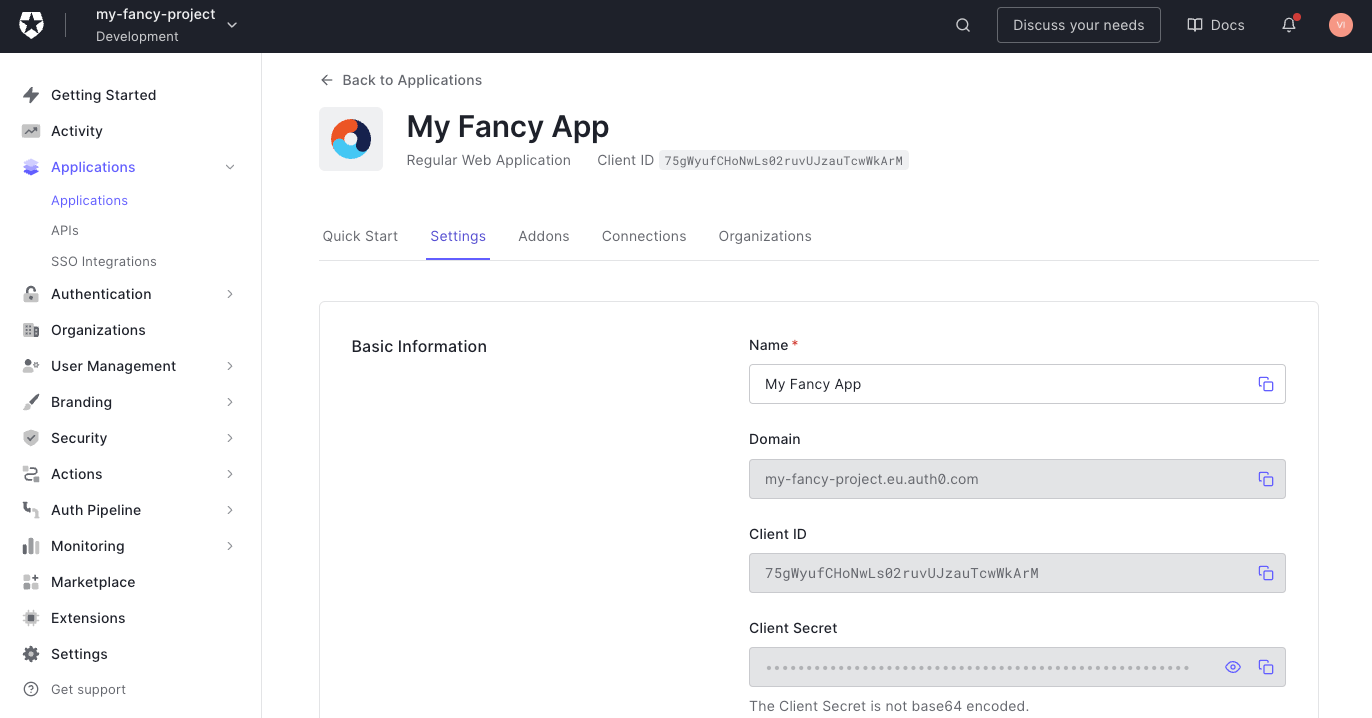 my-fancy-project
Development
Discuss your needs
Docs
VI
Getting Started
Activity
Applications
Applications
APIs
SSO Integrations
Authentication
Organizations
User Management
Branding
Security
Actions
Auth Pipeline
Monitoring
Marketplace
Extensions
Settings
Get support
Back to Applications
My Fancy App
Regular Web Application Client ID 75gWyufCHoNwLs02ruvUJzauTcwWkArM
Quick Start Settings Addons Connections Organizations
Basic Information
Name *
My Fancy App
Domain
my-fancy-project.eu.auth0.com
Client ID
75gWyufCHoNwLs02ruvUJzauTcwWkArM
Client Secret
The Client Secret is not base64 encoded.